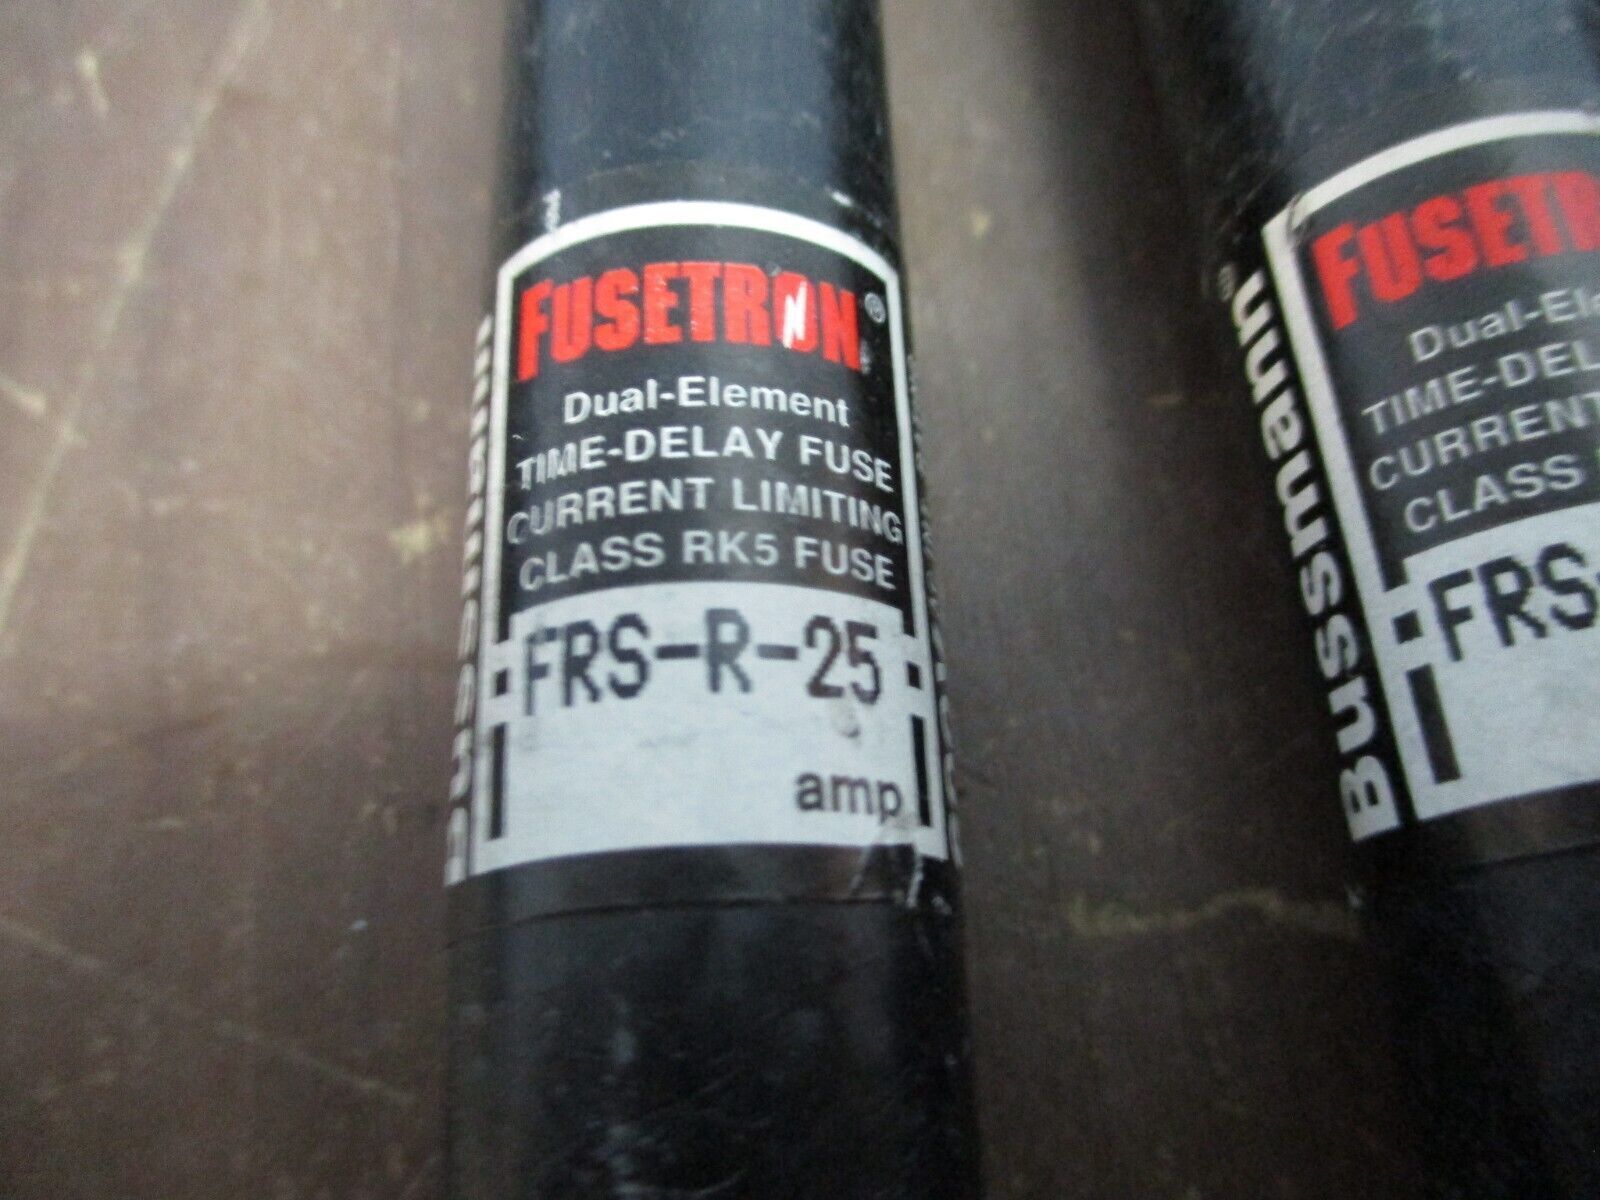 FUSETRON®
Dual-Element
TIME-DELAY FUSE
CURRENT LIMITING
CLASS RK5 FUSE
FRS-R-25
amp
Bussmann
FUSETR
Dual-Ele
TIME-DEL
CURRENT
CLASS
FRS-